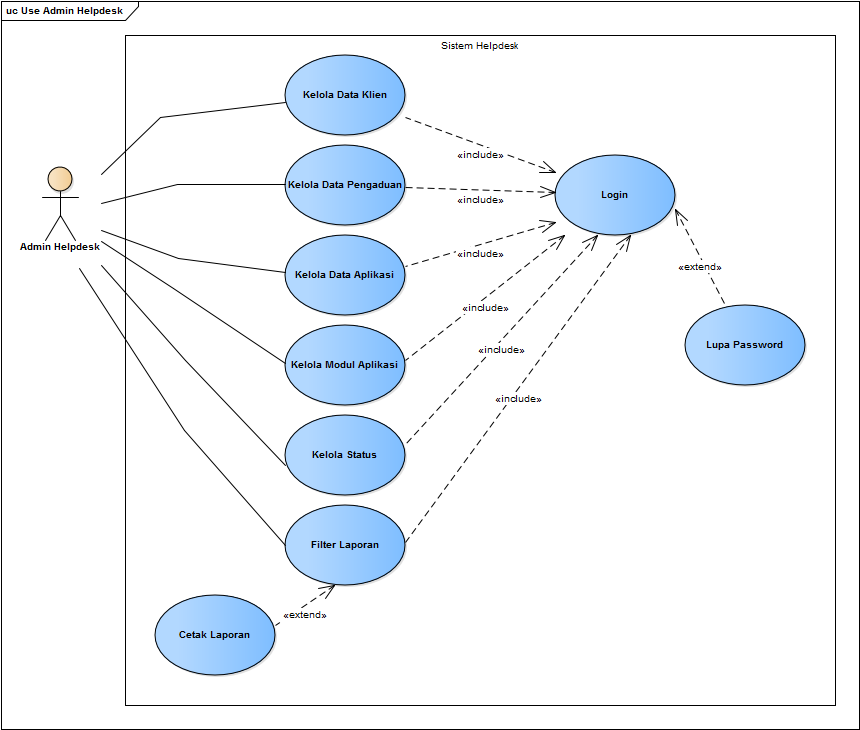 uc Use Admin Helpdesk
Sistem Helpdesk
Kelola Data Klien
«include»
Kelola Data Pengaduan
«include»
Login
Admin Helpdesk
Kelola Data Aplikasi
«include»
«extend»
«include»
Lupa Password
Kelola Modul Aplikasi
«include»
«include»
Kelola Status
Filter Laporan
«extend»
Cetak Laporan